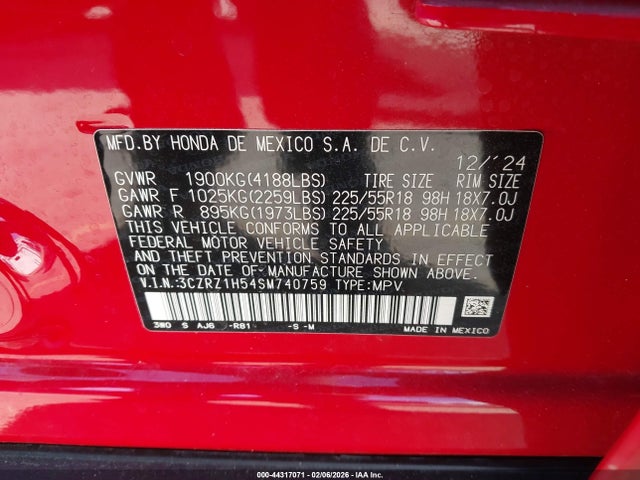 MFD.BY HONDA DE MEXICO S.A. DE C.V.
12/'24
GVWR 1900KG(4188LBS) TIRE SIZE RIM SIZE
GAWR F 1025KG(2259LBS) 225/55R18 98H 18X7.0J
GAWR R 895KG(1973LBS) 225/55R18 98H 18X7.0J
THIS VEHICLE CONFORMS TO ALL APPLICABLE
FEDERAL MOTOR VEHICLE SAFETY
AND THEFT PREVENTION STANDARDS IN EFFECT
ON THE DATE OF MANUFACTURE SHOWN ABOVE.
V.I.N.:3CZRZ1H54SM740759 TYPE:MPV
3W0 S AJ6 -R81 -S -M MADE IN MEXICO
000-44317071 - 02/06/2026 - IAA Inc.